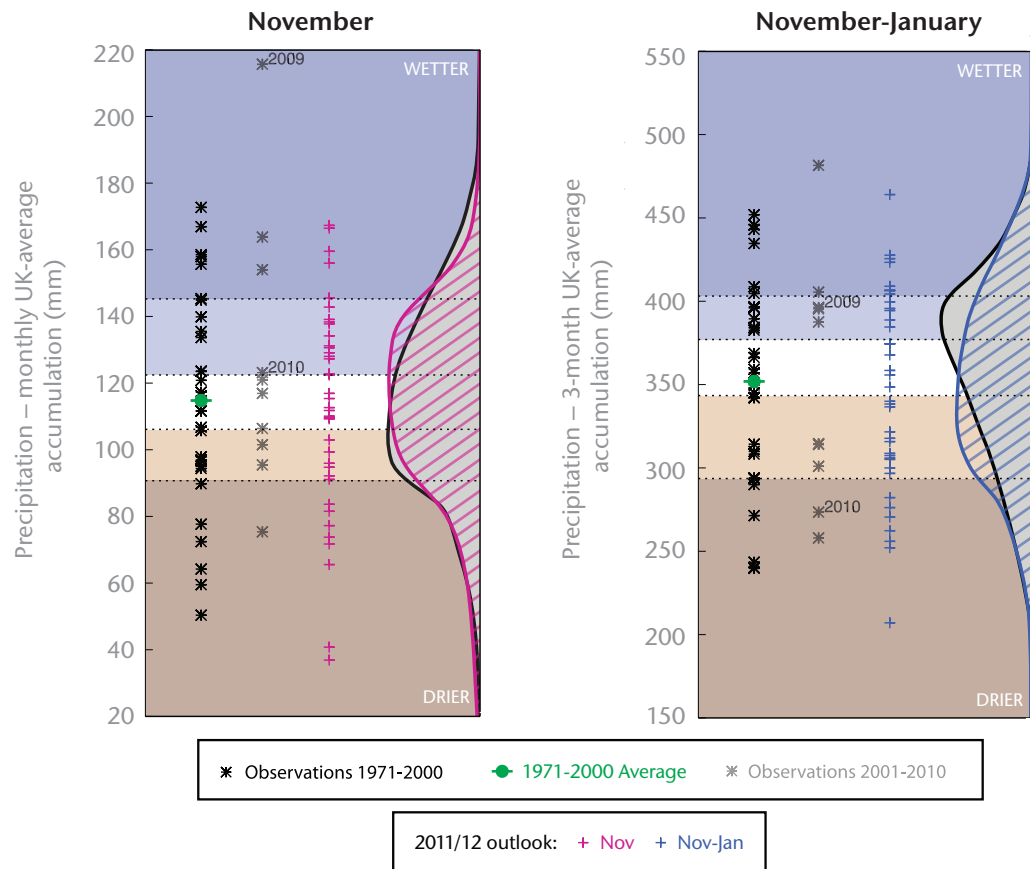 November
November-January
Precipitation – monthly UK-average
accumulation (mm)
220
200
180
160
140
120
100
80
60
40
20
2009
WETTER
2010
DRIER
Precipitation – 3-month UK-average
accumulation (mm)
550
500
450
400
350
300
250
200
150
WETTER
2009
2010
DRIER
Observations 1971-2000 1971-2000 Average Observations 2001-2010
2011/12 outlook: + Nov + Nov-Jan